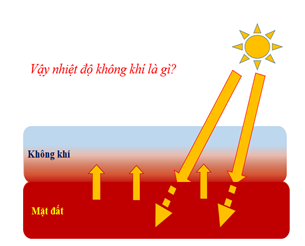 Vậy nhiệt độ không khí là gì?
Không khí
Mặt đất